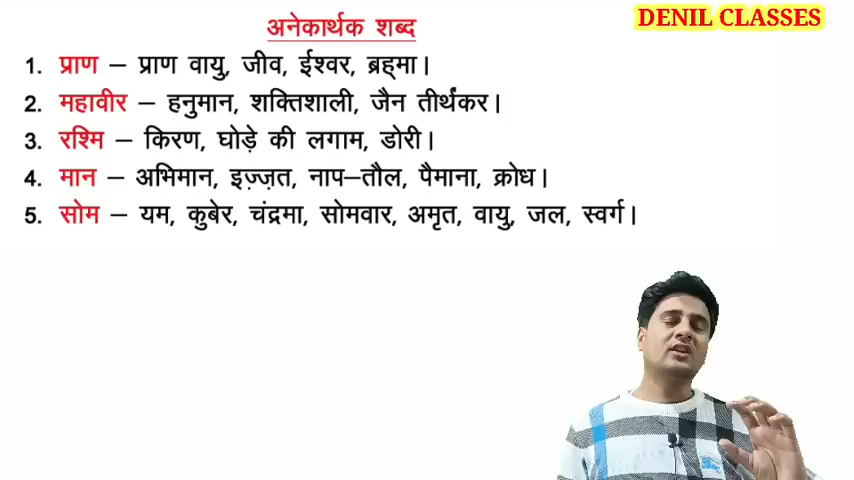 DENIL CLASSES
अनेकार्थक शब्द
1. प्राण – प्राण वायु, जीव, ईश्वर, ब्रह्मा।
2. महावीर – हनुमान, शक्तिशाली, जैन तीर्थंकर।
3. रश्मि – किरण, घोड़े की लगाम, डोरी।
4. मान – अभिमान, इज़्ज़त, नाप–तौल, पैमाना, क्रोध।
5. सोम – यम, कुबेर, चंद्रमा, सोमवार, अमृत, वायु, जल, स्वर्ग।